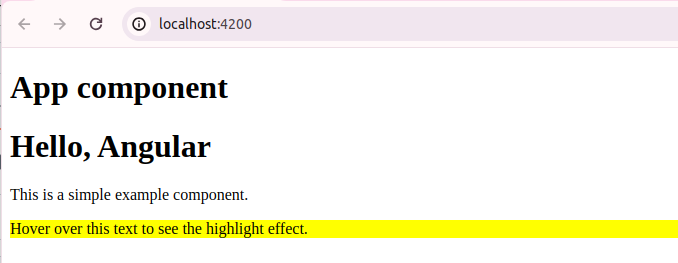 localhost:4200
App component
Hello, Angular
This is a simple example component.
Hover over this text to see the highlight effect.